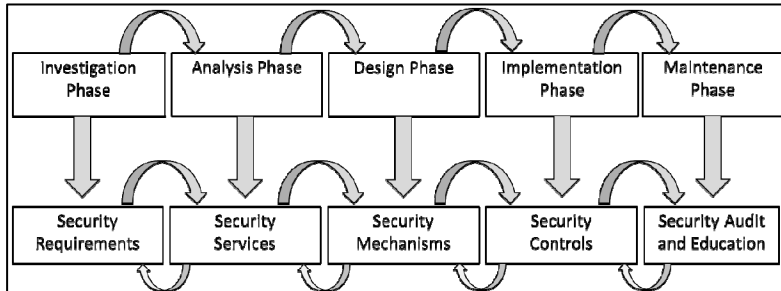 Investigation
Phase
Analysis Phase
Design Phase
Implementation
Phase
Maintenance
Phase
Security
Requirements
Security
Services
Security
Mechanisms
Security
Controls
Security Audit
and Education